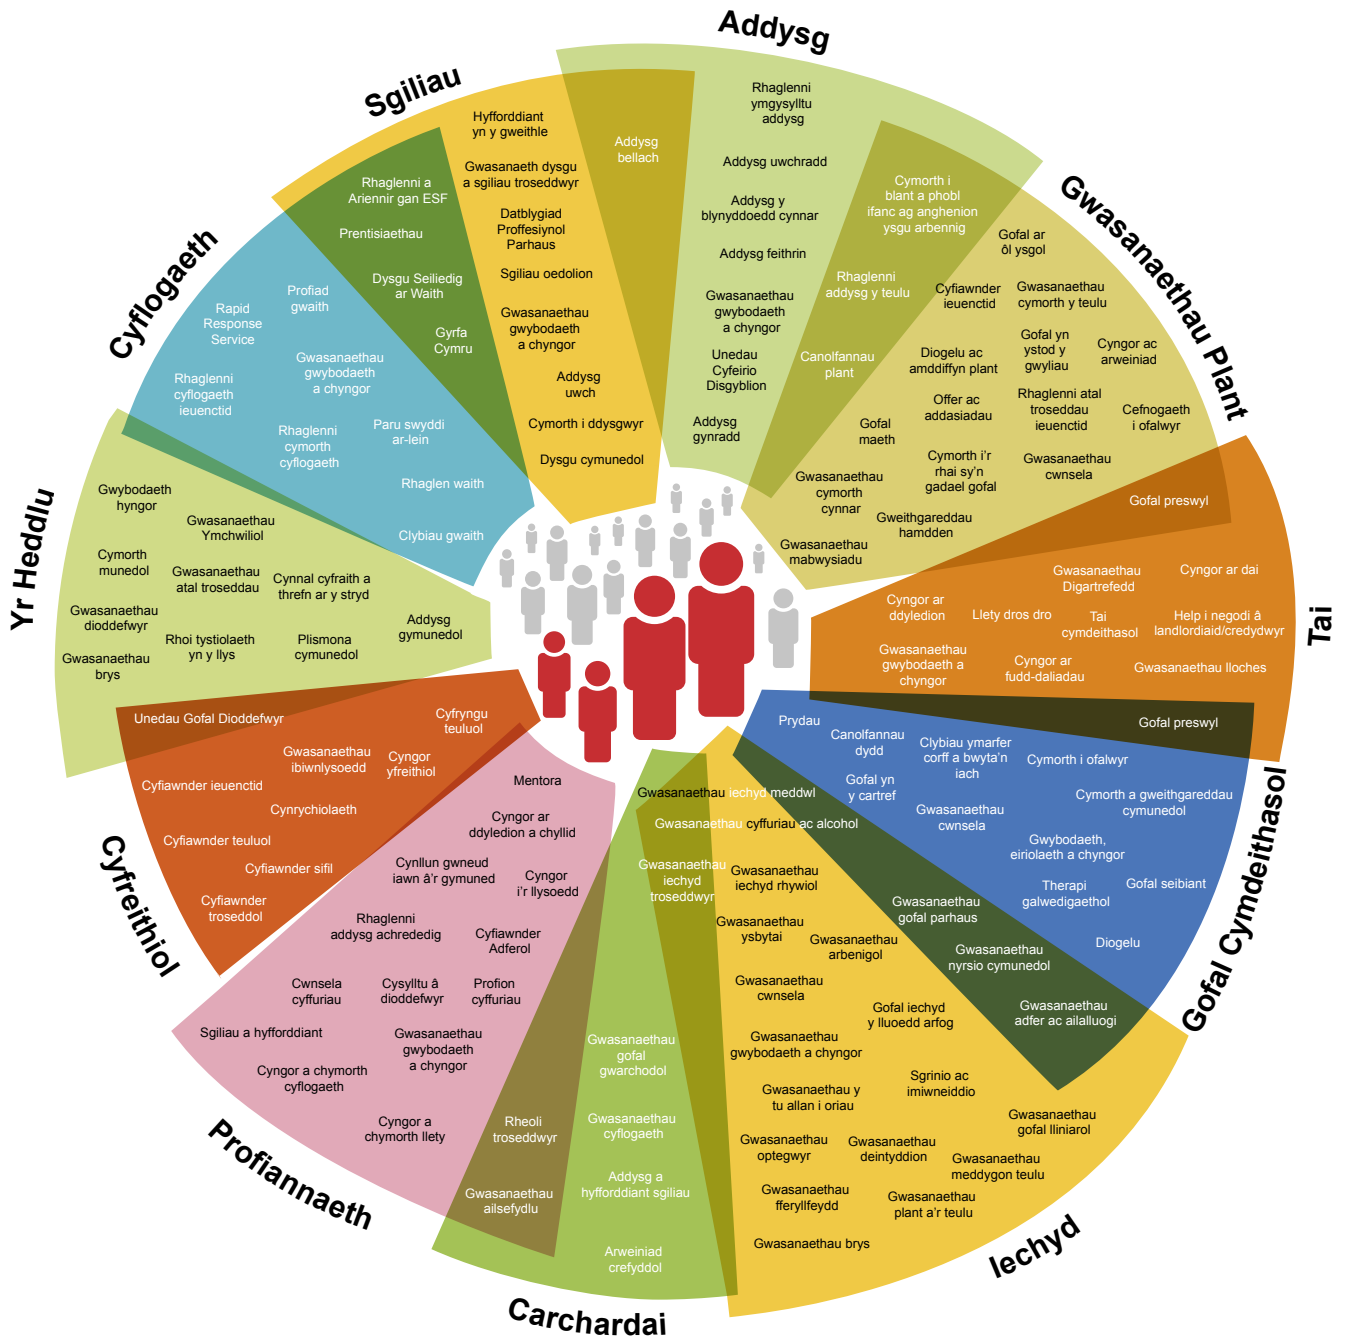 Addysg
Rhaglenni
ymgysylltu
addysg
Addysg uwchradd
Addysg y
blynyddoedd cynnar
Addysg feithrin
Gwasanaethau
gwybodaeth
a chyngor
Unedau
Cyfeirio
Disgyblion
Addysg
gynradd
Cymorth i
blant a phobl
ifanc ag anghenion
ysgu arbennig
Rhaglenni
addysg y teulu
Canolfannau
plant
Gwasanaethau Plant
Gofal ar
ôl ysgol
Cyfiawnder
ieuenctid
Gwasanaethau
cymorth y teulu
Diogelu ac
amddiffyn plant
Gofal yn
ystod y
gwyliau
Cyngor ac
arweiniad
Offer ac
addasiadau
Rhaglenni atal
troseddau
ieuenctid
Cefnogaeth
i ofalwyr
Gofal
maeth
Cymorth i'r
rhai sy'n
gadael gofal
Gwasanaethau
cwnsela
Gwasanaethau
cymorth
cynnar
Gweithgareddau
hamdden
Gwasanaethau
mabwysiadu
Gofal preswyl
Tai
Gwasanaethau
Digartrefedd
Cyngor ar dai
Cyngor ar
ddyledion
Llety dros dro
Tai
cymdeithasol
Help i negodi â
landlordiaid/credydwyr
Gwasanaethau
gwybodaeth a
chyngor
Cyngor ar
fudd-daliadau
Gwasanaethau lloches
Gofal preswyl
Gofal Cymdeithasol
Prydau
Canolfannau
dydd
Clybiau ymarfer
corff a bwyta'n
iach
Cymorth i ofalwyr
Gofal yn
y cartref
Gwasanaethau
cwnsela
Cymorth a gweithgareddau
cymunedol
Gwybodaeth,
eiriolaeth a chyngor
Therapi
galwedigaethol
Gofal seibiant
Diogelu
Gwasanaethau
gofal parhaus
Gwasanaethau
nyrsio cymunedol
Gwasanaethau
adfer ac ailalluogi
Iechyd
Gwasanaethau iechyd meddwl
Gwasanaethau cyffuriau ac alcohol
Gwasanaethau
iechyd
troseddwyr
Gwasanaethau
iechyd rhywiol
Gwasanaethau
ysbytai
Gwasanaethau
arbenigol
Gwasanaethau
cwnsela
Gofal iechyd
y lluoedd arfog
Gwasanaethau
gwybodaeth a chyngor
Sgrinio ac
imiwneiddio
Gwasanaethau y
tu allan i oriau
Gwasanaethau
gofal lliniarol
Gwasanaethau
optegwyr
Gwasanaethau
deintyddion
Gwasanaethau
meddygon teulu
Gwasanaethau
fferyllfeydd
Gwasanaethau
plant a'r teulu
Gwasanaethau brys
Carchardai
Gwasanaethau
gofal
gwarchodol
Gwasanaethau
cyflogaeth
Addysg a
hyfforddiant sgiliau
Arweiniad
crefyddol
Rheoli
troseddwyr
Gwasanaethau
ailsefydlu
Profiannaeth
Mentora
Cyngor ar
ddyledion a chyllid
Cynllun gwneud
iawn â'r gymuned
Cyngor
i'r llysoedd
Rhaglenni
addysg achrededig
Cyfiawnder
Adferol
Cwnsela
cyffuriau
Cysylltu â
dioddefwyr
Profion
cyffuriau
Sgiliau a hyfforddiant
Gwasanaethau
gwybodaeth
a chyngor
Cyngor a chymorth
cyflogaeth
Cyngor a
chymorth llety
Cyfreithiol
Unedau Gofal Dioddefwyr
Cyfryngu
teuluol
Gwasanaethau
ibiwnlysoedd
Cyngor
yfreithiol
Cyfiawnder ieuenctid
Cynrychiolaeth
Cyfiawnder teuluol
Cyfiawnder sifil
Cyfiawnder
troseddol
Yr Heddlu
Gwybodaeth
hyngor
Gwasanaethau
Ymchwiliol
Cymorth
munedol
Gwasanaethau
atal troseddau
Cynnal cyfraith a
threfn ar y stryd
Gwasanaethau
dioddefwyr
Rhoi tystiolaeth
yn y llys
Plismona
cymunedol
Addysg
gymunedol
Gwasanaethau
brys
Cyflogaeth
Rapid
Response
Service
Profiad
gwaith
Gwasanaethau
gwybodaeth
a chyngor
Rhaglenni
cyflogaeth
ieuenctid
Rhaglenni
cymorth
cyflogaeth
Paru swyddi
ar-lein
Rhaglen waith
Clybiau gwaith
Rhaglenni a
Ariennir gan ESF
Prentisiaethau
Dysgu Seiliedig
ar Waith
Gyrfa
Cymru
Sgiliau
Hyfforddiant
yn y gweithle
Gwasanaeth dysgu
a sgiliau troseddwyr
Datblygiad
Proffesiynol
Parhaus
Sgiliau oedolion
Gwasanaethau
gwybodaeth
a chyngor
Addysg
uwch
Cymorth i ddysgwyr
Dysgu cymunedol
Addysg
bellach